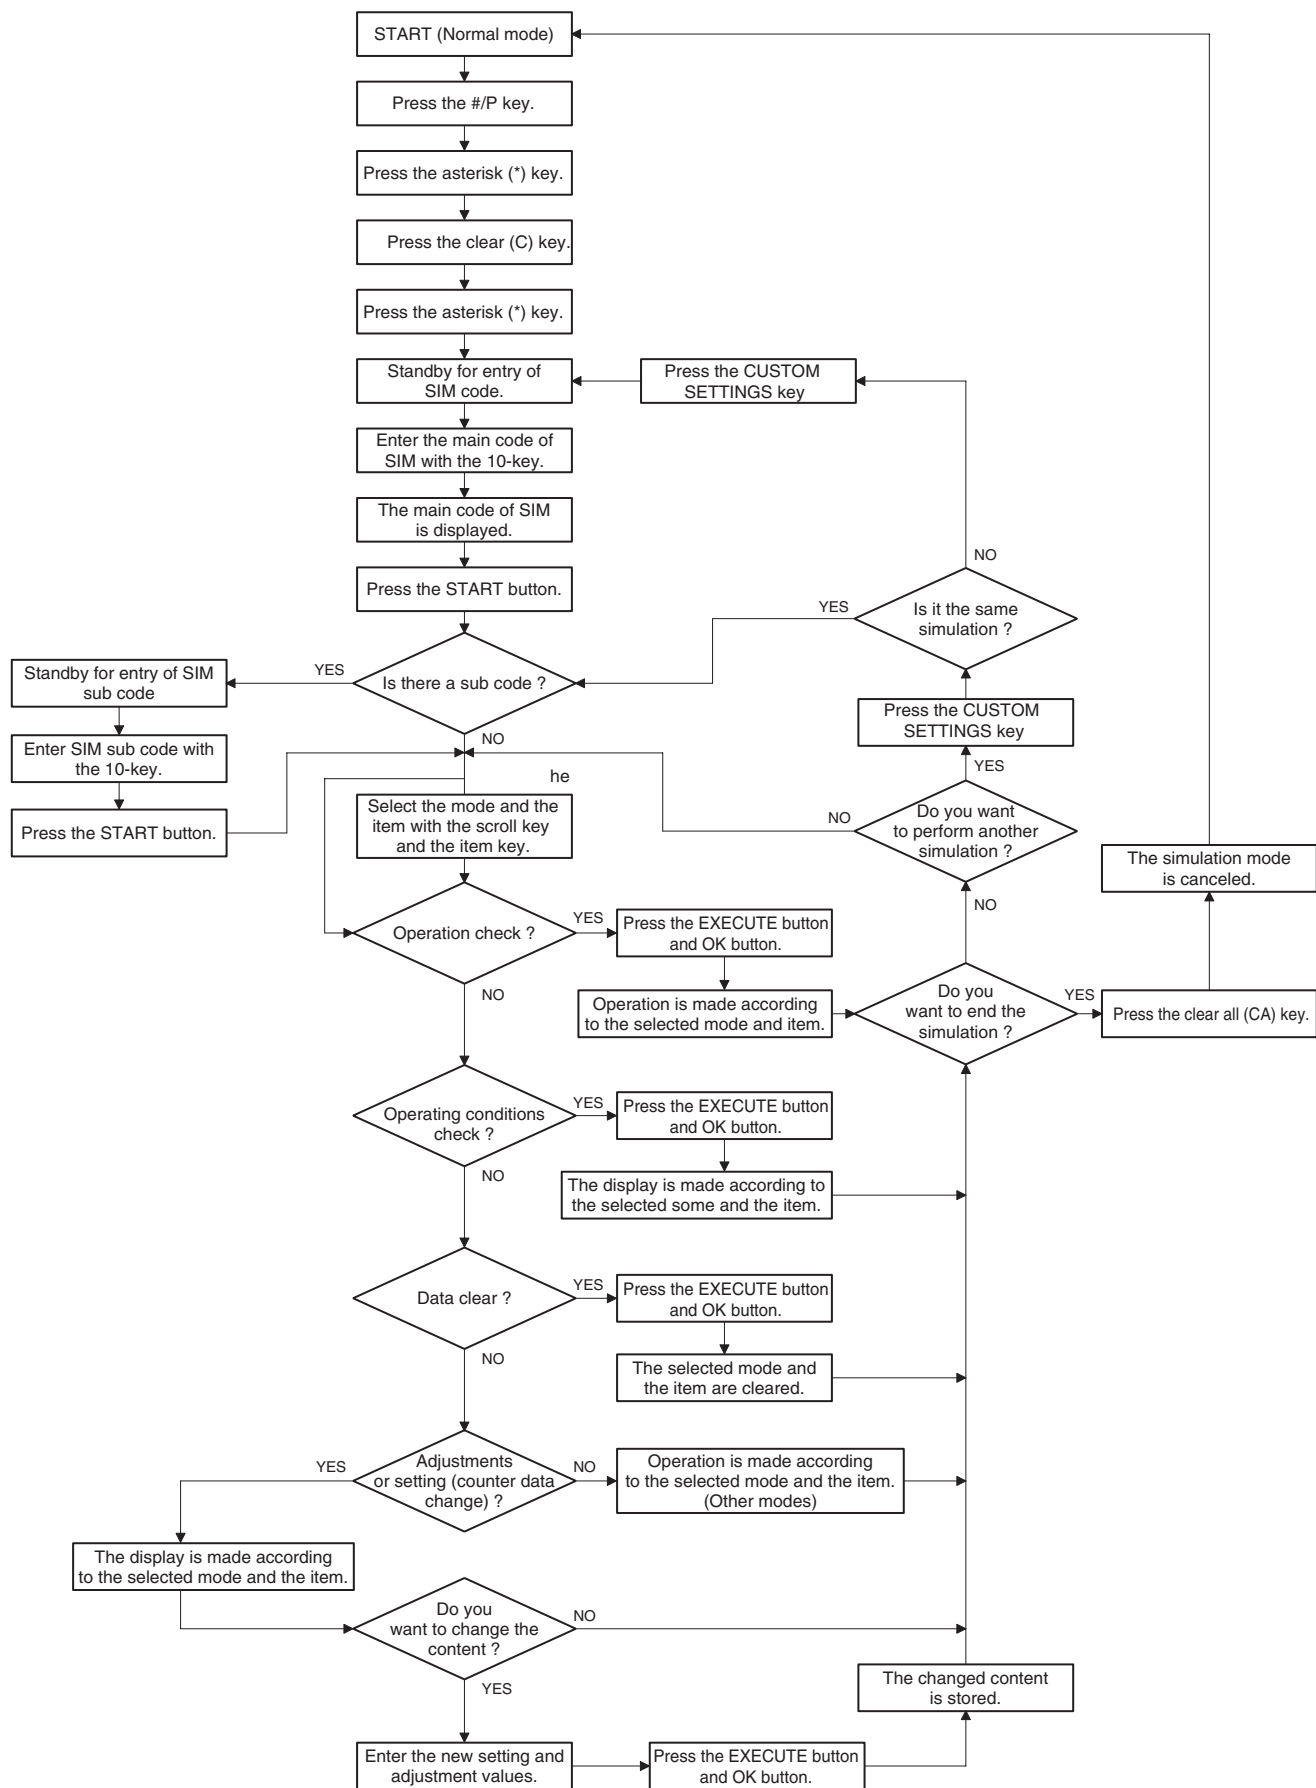 START (Normal mode)
Press the #/P key.
Press the asterisk (*) key.
Press the clear (C) key.
Press the asterisk (*) key.
Standby for entry of
SIM code.
Press the CUSTOM
SETTINGS key
Enter the main code of
SIM with the 10-key.
The main code of SIM
is displayed.
NO
Press the START button.
YES
Is it the same
simulation ?
Standby for entry of SIM
sub code
YES
Is there a sub code ?
Press the CUSTOM
SETTINGS key
Enter SIM sub code with
the 10-key.
NO
YES
he
Press the START button.
Select the mode and the
item with the scroll key
and the item key.
NO
Do you want
to perform another
simulation ?
The simulation mode
is canceled.
NO
Operation check ?
YES
Press the EXECUTE button
and OK button.
NO
Operation is made according
to the selected mode and item.
Do you
want to end the
simulation ?
YES
Press the clear all (CA) key.
Operating conditions
check ?
YES
Press the EXECUTE button
and OK button.
NO
The display is made according to
the selected some and the item.
Data clear ?
YES
Press the EXECUTE button
and OK button.
NO
The selected mode and
the item are cleared.
YES
Adjustments
or setting (counter data
change) ?
NO
Operation is made according
to the selected mode and the item.
(Other modes)
The display is made according
to the selected mode and the item.
Do you
want to change the
content ?
NO
YES
The changed content
is stored.
Enter the new setting and
adjustment values.
Press the EXECUTE button
and OK button.